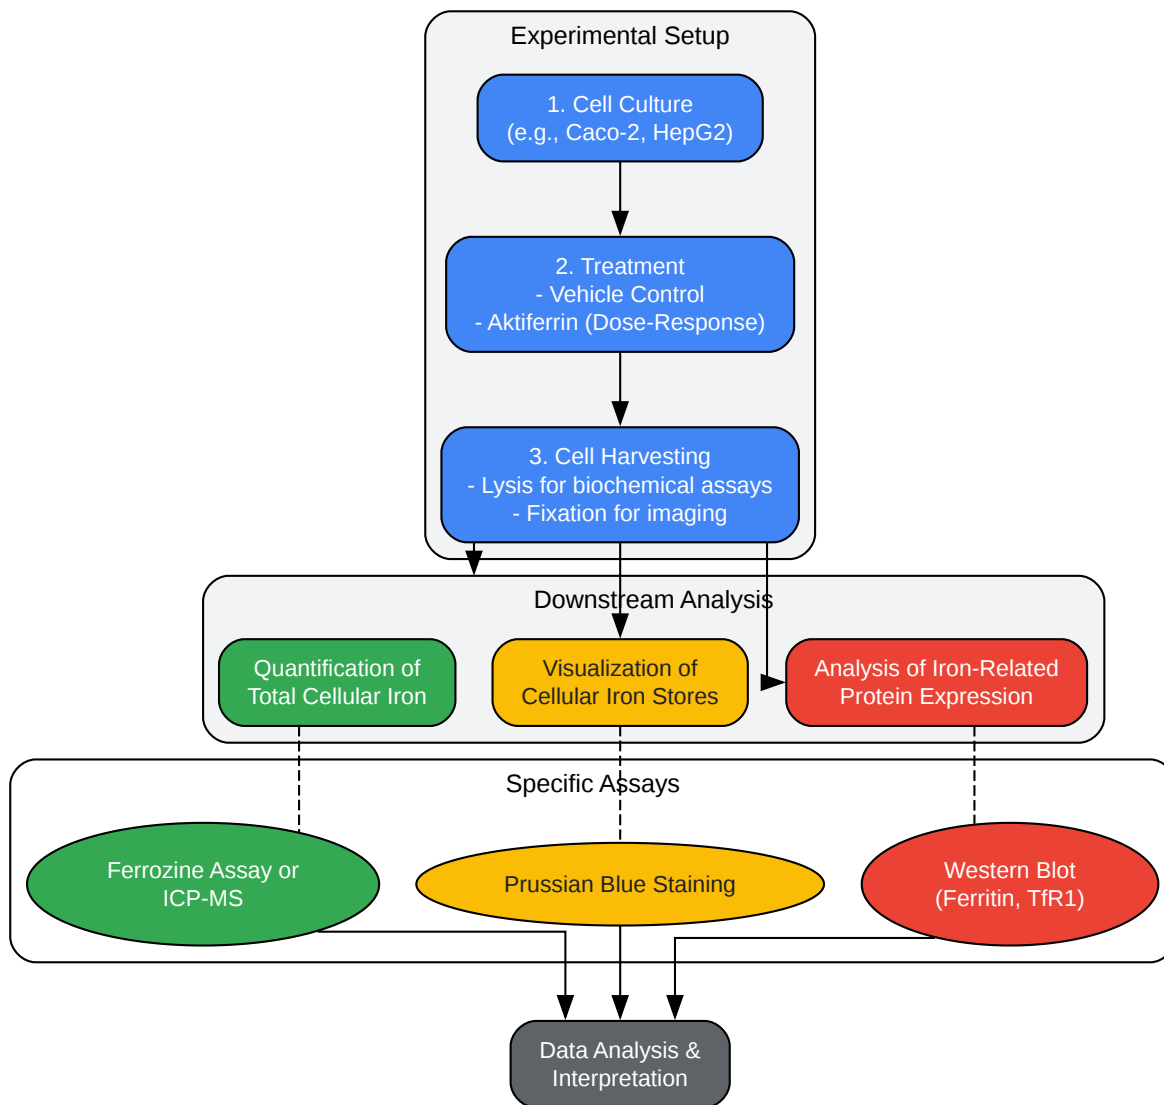 Experimental Setup
1. Cell Culture
(e.g., Caco-2, HepG2)
2. Treatment
- Vehicle Control
- Aktiferrin (Dose-Response)
3. Cell Harvesting
- Lysis for biochemical assays
- Fixation for imaging
Downstream Analysis
Quantification of
Total Cellular Iron
Visualization of
Cellular Iron Stores
Analysis of Iron-Related
Protein Expression
Specific Assays
Ferrozine Assay or
ICP-MS
Prussian Blue Staining
Western Blot
(Ferritin, TfR1)
Data Analysis &
Interpretation